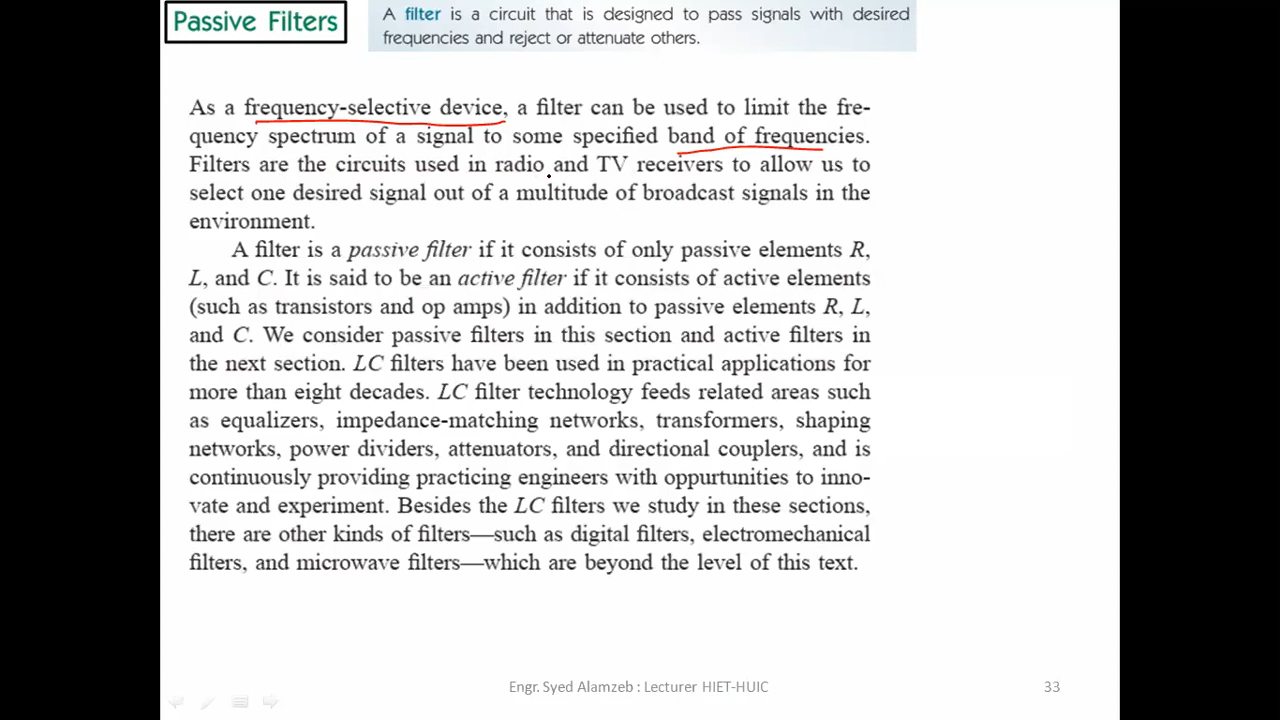 Passive Filters
A filter is a circuit that is designed to pass signals with desired
frequencies and reject or attenuate others.
As a frequency-selective device, a filter can be used to limit the fre-
quency spectrum of a signal to some specified band of frequencies.
Filters are the circuits used in radio and TV receivers to allow us to
select one desired signal out of a multitude of broadcast signals in the
environment.
A filter is a passive filter if it consists of only passive elements R,
L, and C. It is said to be an active filter if it consists of active elements
(such as transistors and op amps) in addition to passive elements R, L,
and C. We consider passive filters in this section and active filters in
the next section. LC filters have been used in practical applications for
more than eight decades. LC filter technology feeds related areas such
as equalizers, impedance-matching networks, transformers, shaping
networks, power dividers, attenuators, and directional couplers, and is
continuously providing practicing engineers with oppurtunities to inno-
vate and experiment. Besides the LC filters we study in these sections,
there are other kinds of filters—such as digital filters, electromechanical
filters, and microwave filters—which are beyond the level of this text.
Engr. Syed Alamzeb : Lecturer HIET-HUIC
33